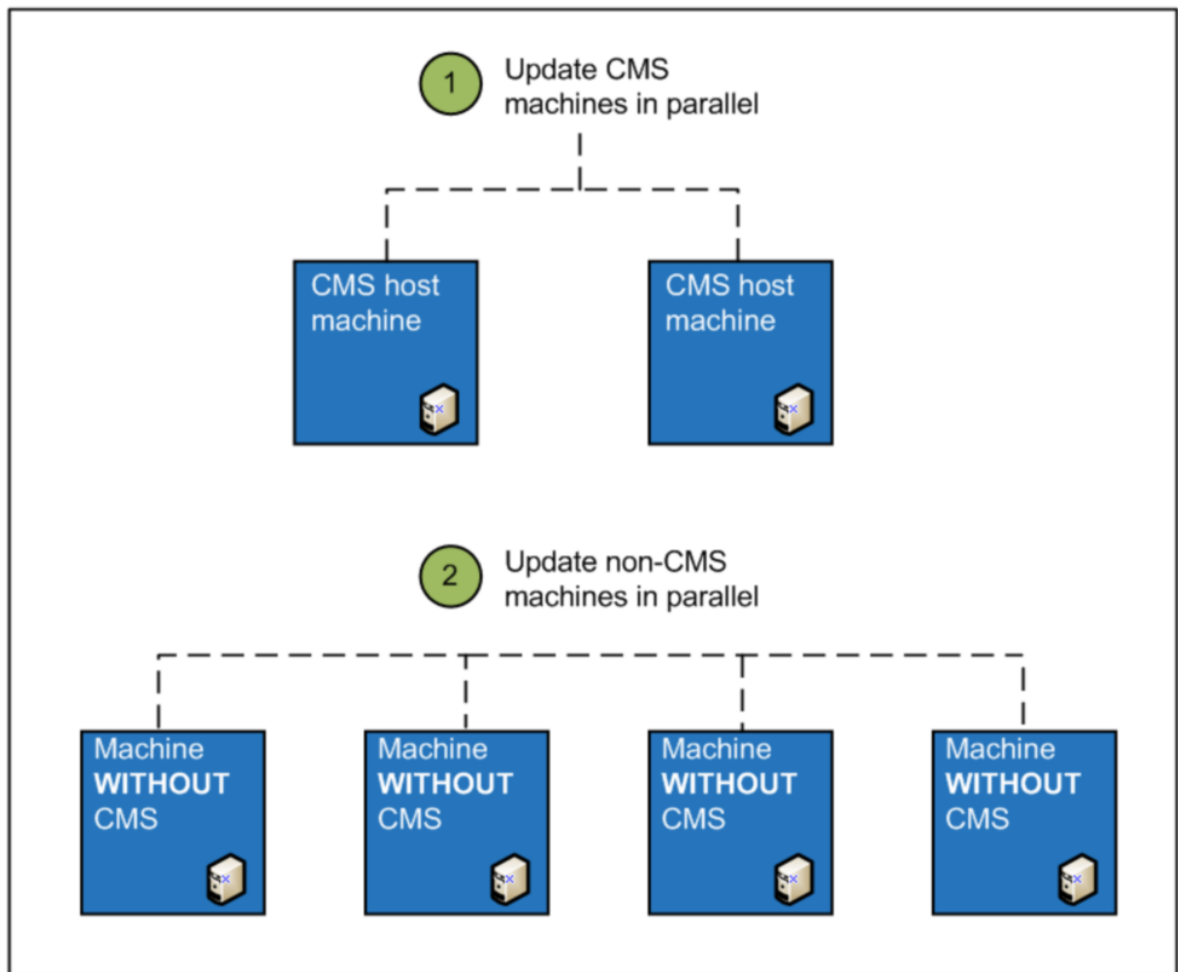 1
Update CMS
machines in parallel
CMS host
machine
CMS host
machine
2
Update non-CMS
machines in parallel
Machine
WITHOUT
CMS
Machine
WITHOUT
CMS
Machine
WITHOUT
CMS
Machine
WITHOUT
CMS